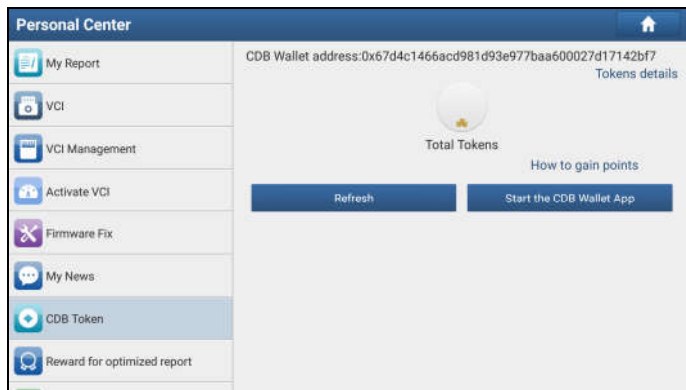 Personal Center
My Report
VCI
VCI Management
Activate VCI
Firmware Fix
My News
CDB Token
Reward for optimized report
CDB Wallet address:0x67d4c1466acd981d93e977baa600027d17142bf7
Tokens details
Total Tokens
How to gain points
Refresh
Start the CDB Wallet App